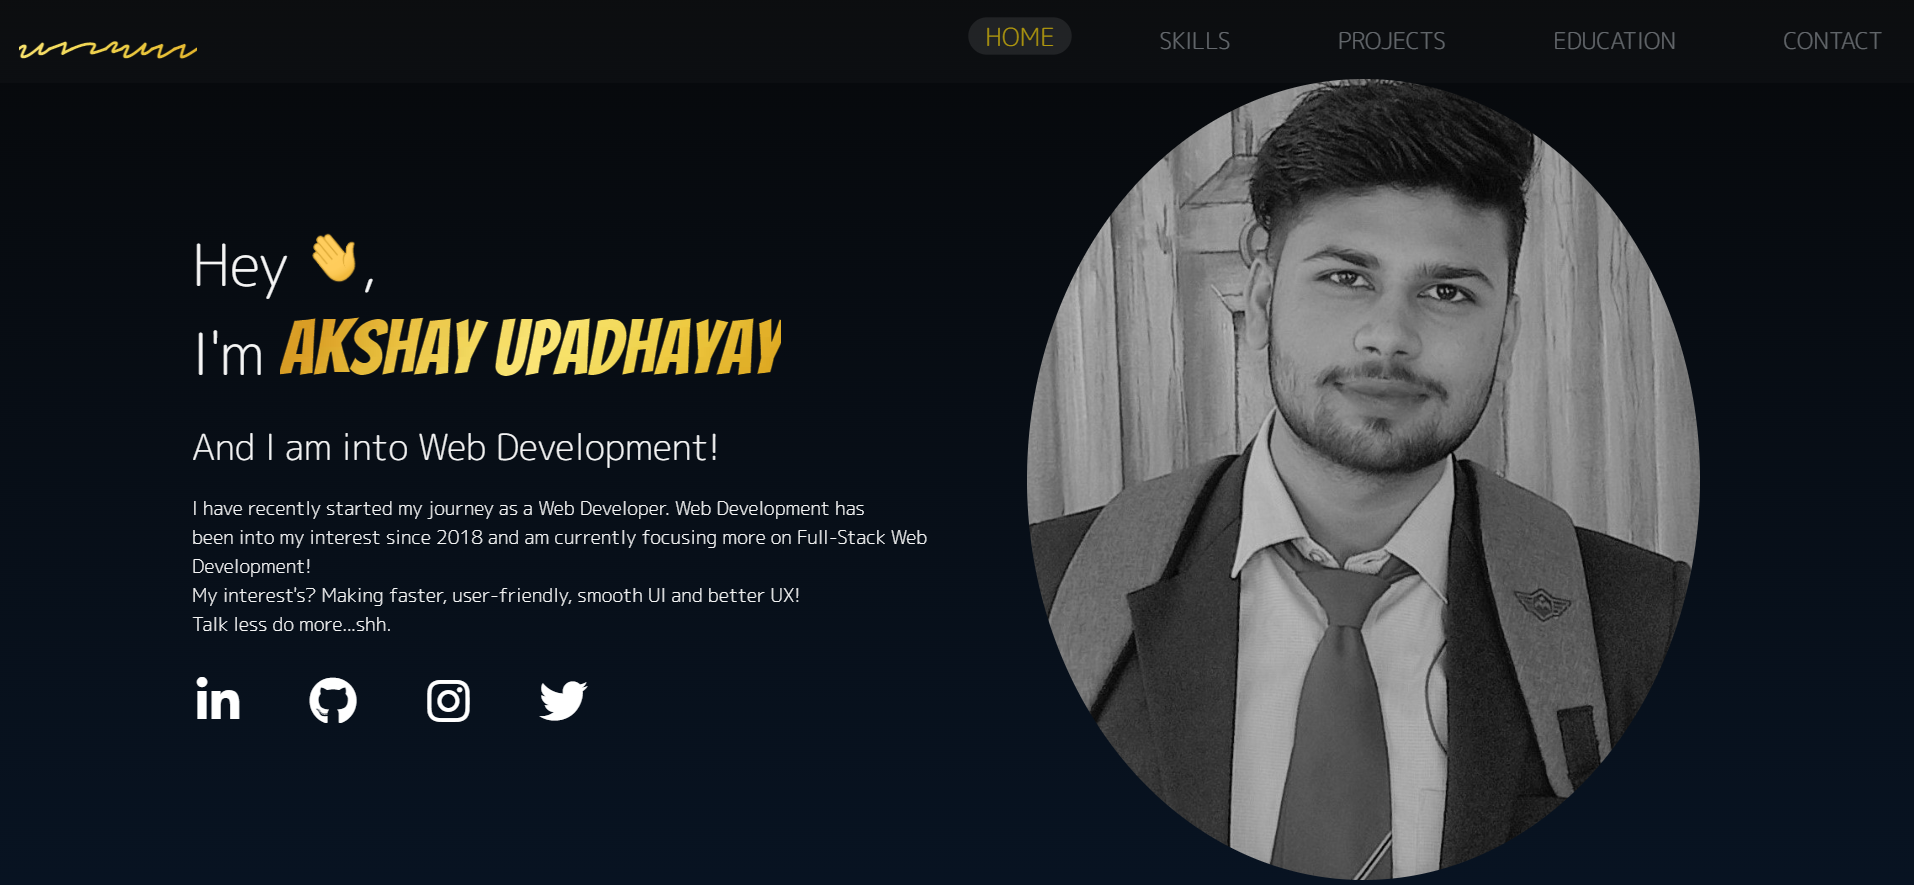 HOME SKILLS PROJECTS EDUCATION CONTACT
Hey 👋,
I'm AKSHAY UPADHAYAY
And I am into Web Development!
I have recently started my journey as a Web Developer. Web Development has
been into my interest since 2018 and am currently focusing more on Full-Stack Web
Development!
My interest's? Making faster, user-friendly, smooth UI and better UX!
Talk less do more...shh.
in